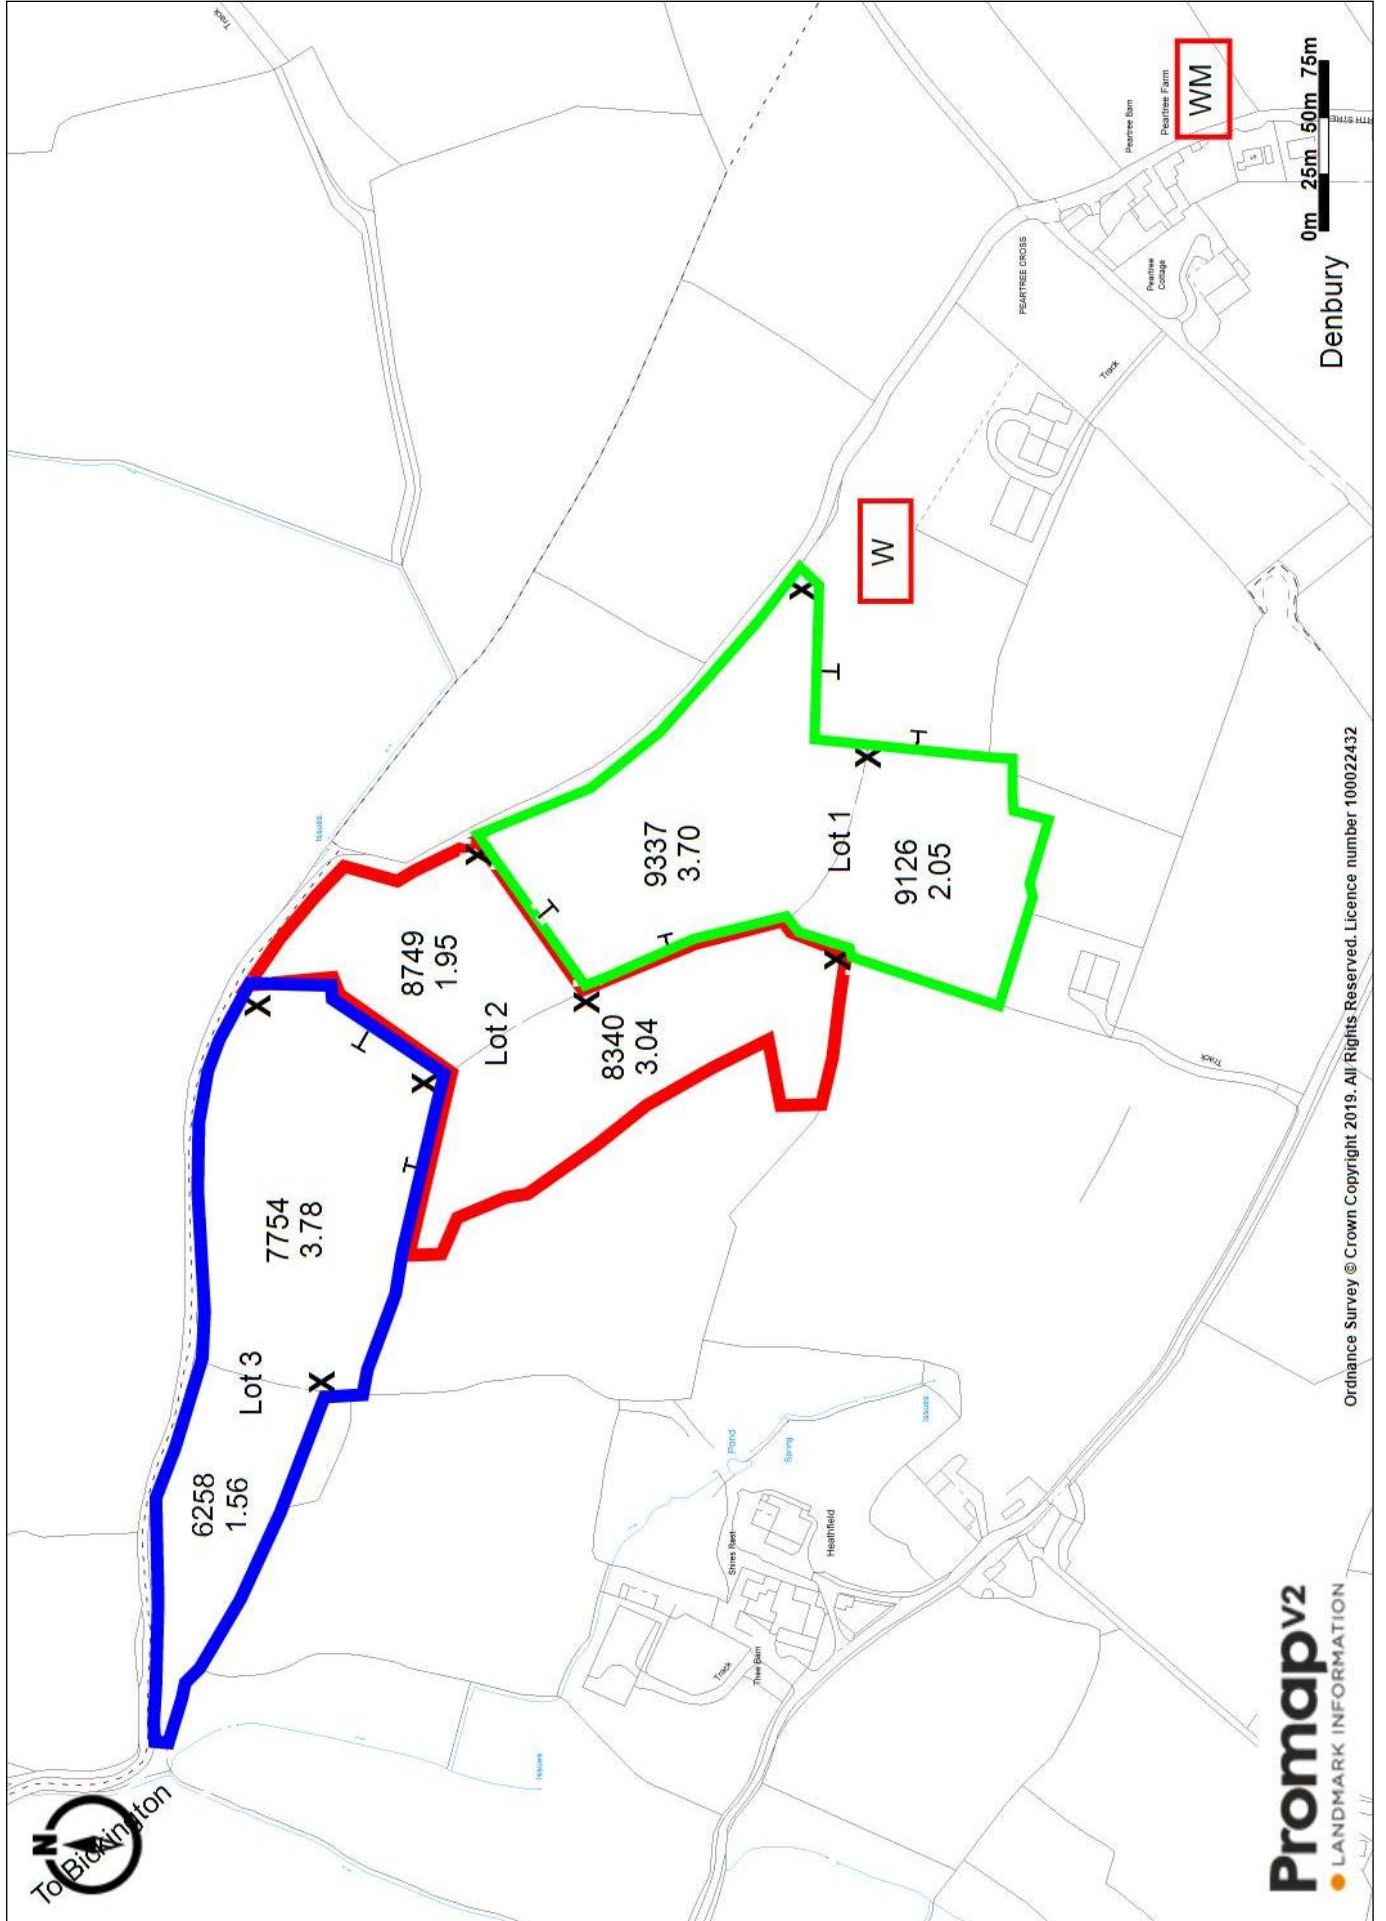 N
To Bickington
6258
1.56
Lot 3
7754
3.78
X
X
X
T
T
8749
1.95
Lot 2
8340
3.04
X
X
X
T
T
9337
3.70
Lot 1
9126
2.05
X
X
T
T
W
WM
Track
Issues
Peartree Barn
Peartree Farm
PEARTREE CROSS
Peartree
Cottage
Track
Track
Pond
Spring
Issues
Shires Rest
Heathfield
Track
Issues
Denbury
0m 25m 50m 75m
Promap V2
LANDMARK INFORMATION
Ordnance Survey © Crown Copyright 2019. All Rights Reserved. Licence number 100022432